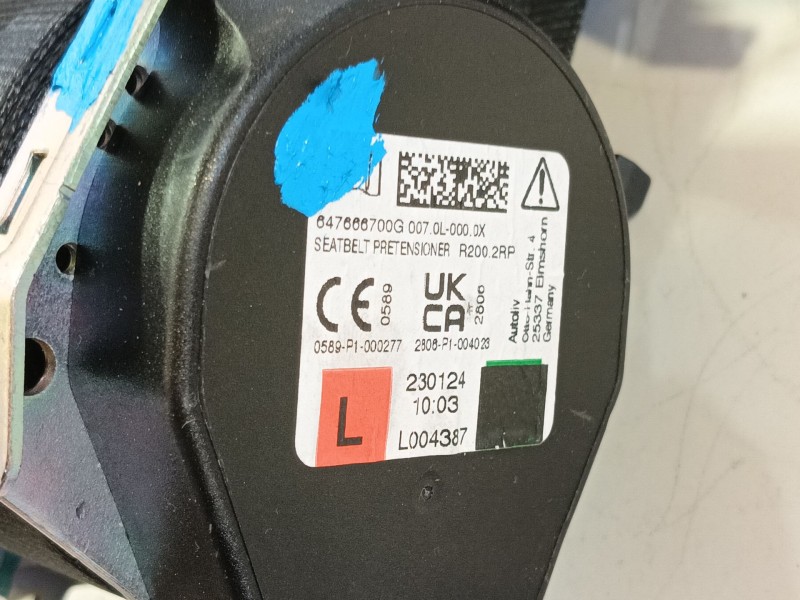 647666700G 007.0L-000.0X
SEATBELT PRETENSIONER R200.2RP
CE 0589
UK CA 2806
0589-P1-000277 2806-P1-004028
Autoliv
Otto-Hahn-Str. 4
25337 Elmshorn
Germany
L
230124
10:03
L004387